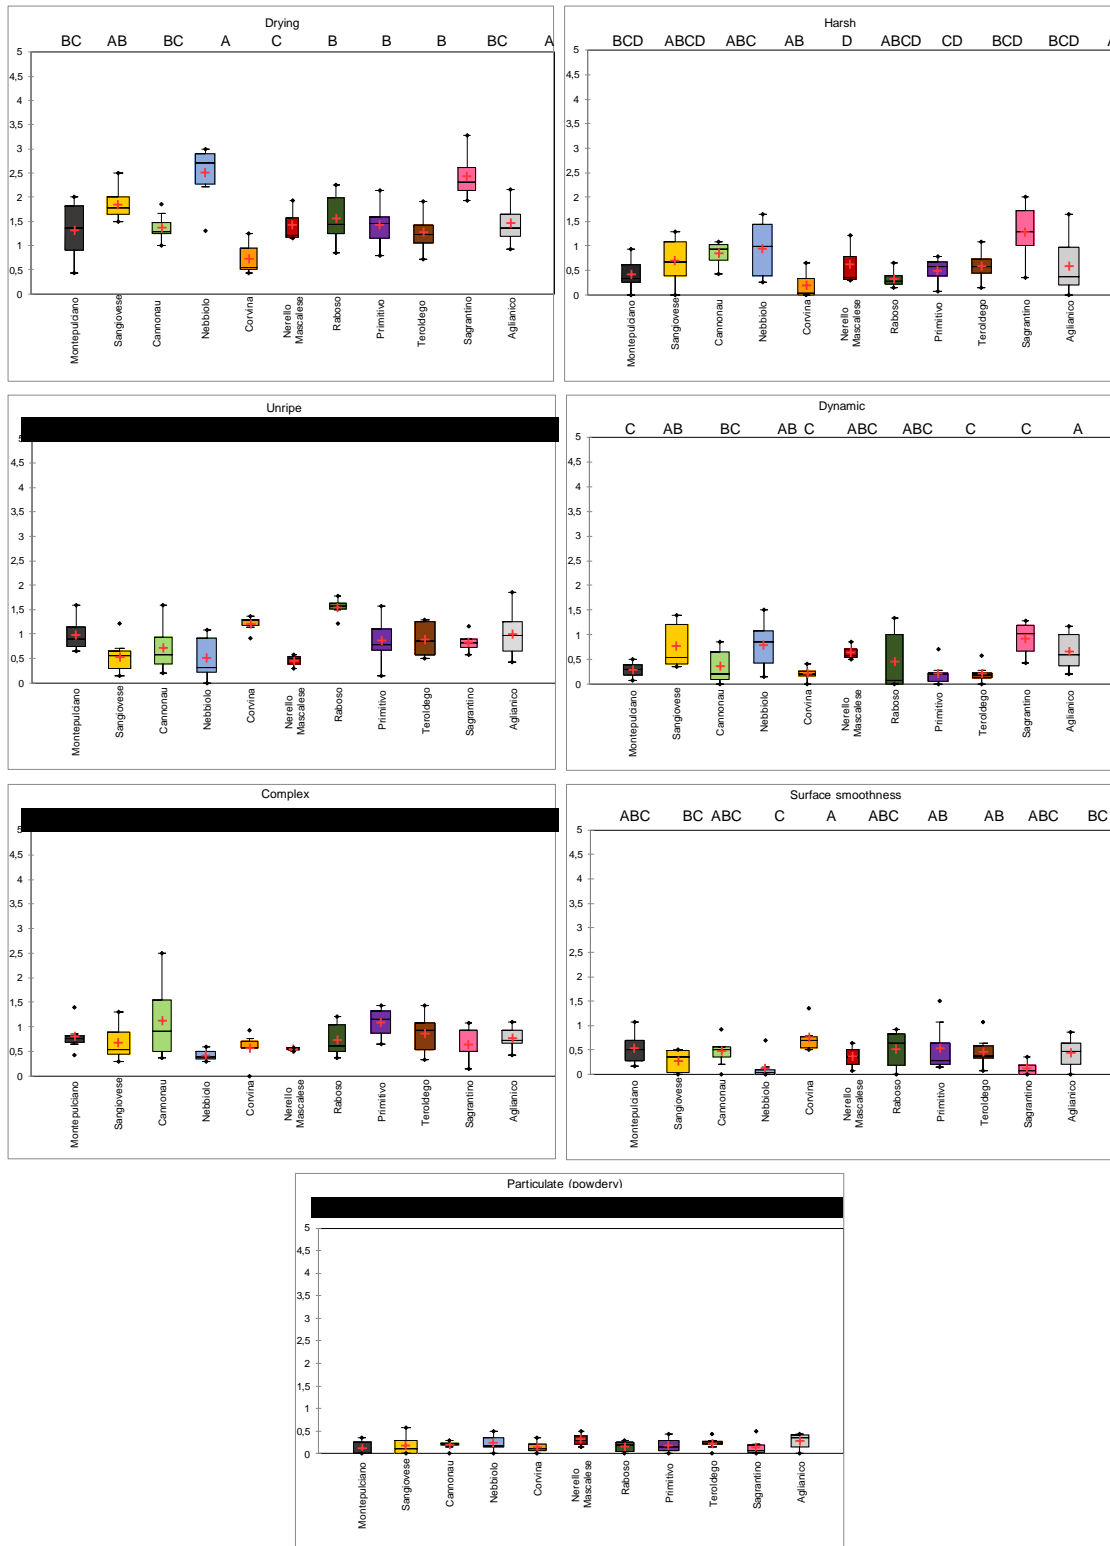 Drying
BC AB BC A C B B B BC A
5
4,5
4
3,5
3
2,5
2
1,5
1
0,5
0
Montepulciano
Sangiovese
Cannonau
Nebbiolo
Corvina
Nerello
Mascalese
Raboso
Primitivo
Teroldego
Sagrantino
Aglianico
Harsh
BCD ABCD ABC AB D ABCD CD BCD BCD A
5
4,5
4
3,5
3
2,5
2
1,5
1
0,5
0
Montepulciano
Sangiovese
Cannonau
Nebbiolo
Corvina
Nerello
Mascalese
Raboso
Primitivo
Teroldego
Sagrantino
Aglianico
Unripe
5
4,5
4
3,5
3
2,5
2
1,5
1
0,5
0
Montepulciano
Sangiovese
Cannonau
Nebbiolo
Corvina
Nerello
Mascalese
Raboso
Primitivo
Teroldego
Sagrantino
Aglianico
Dynamic
C AB BC AB C ABC ABC C C A
5
4,5
4
3,5
3
2,5
2
1,5
1
0,5
0
Montepulciano
Sangiovese
Cannonau
Nebbiolo
Corvina
Nerello
Mascalese
Raboso
Primitivo
Teroldego
Sagrantino
Aglianico
Complex
5
4,5
4
3,5
3
2,5
2
1,5
1
0,5
0
Montepulciano
Sangiovese
Cannonau
Nebbiolo
Corvina
Nerello
Mascalese
Raboso
Primitivo
Teroldego
Sagrantino
Aglianico
Surface smoothness
ABC BC ABC C A ABC AB AB ABC BC
5
4,5
4
3,5
3
2,5
2
1,5
1
0,5
0
Montepulciano
Sangiovese
Cannonau
Nebbiolo
Corvina
Nerello
Mascalese
Raboso
Primitivo
Teroldego
Sagrantino
Aglianico
Particulate (powdery)
5
4,5
4
3,5
3
2,5
2
1,5
1
0,5
0
Montepulciano
Sangiovese
Cannonau
Nebbiolo
Corvina
Nerello
Mascalese
Raboso
Primitivo
Teroldego
Sagrantino
Aglianico